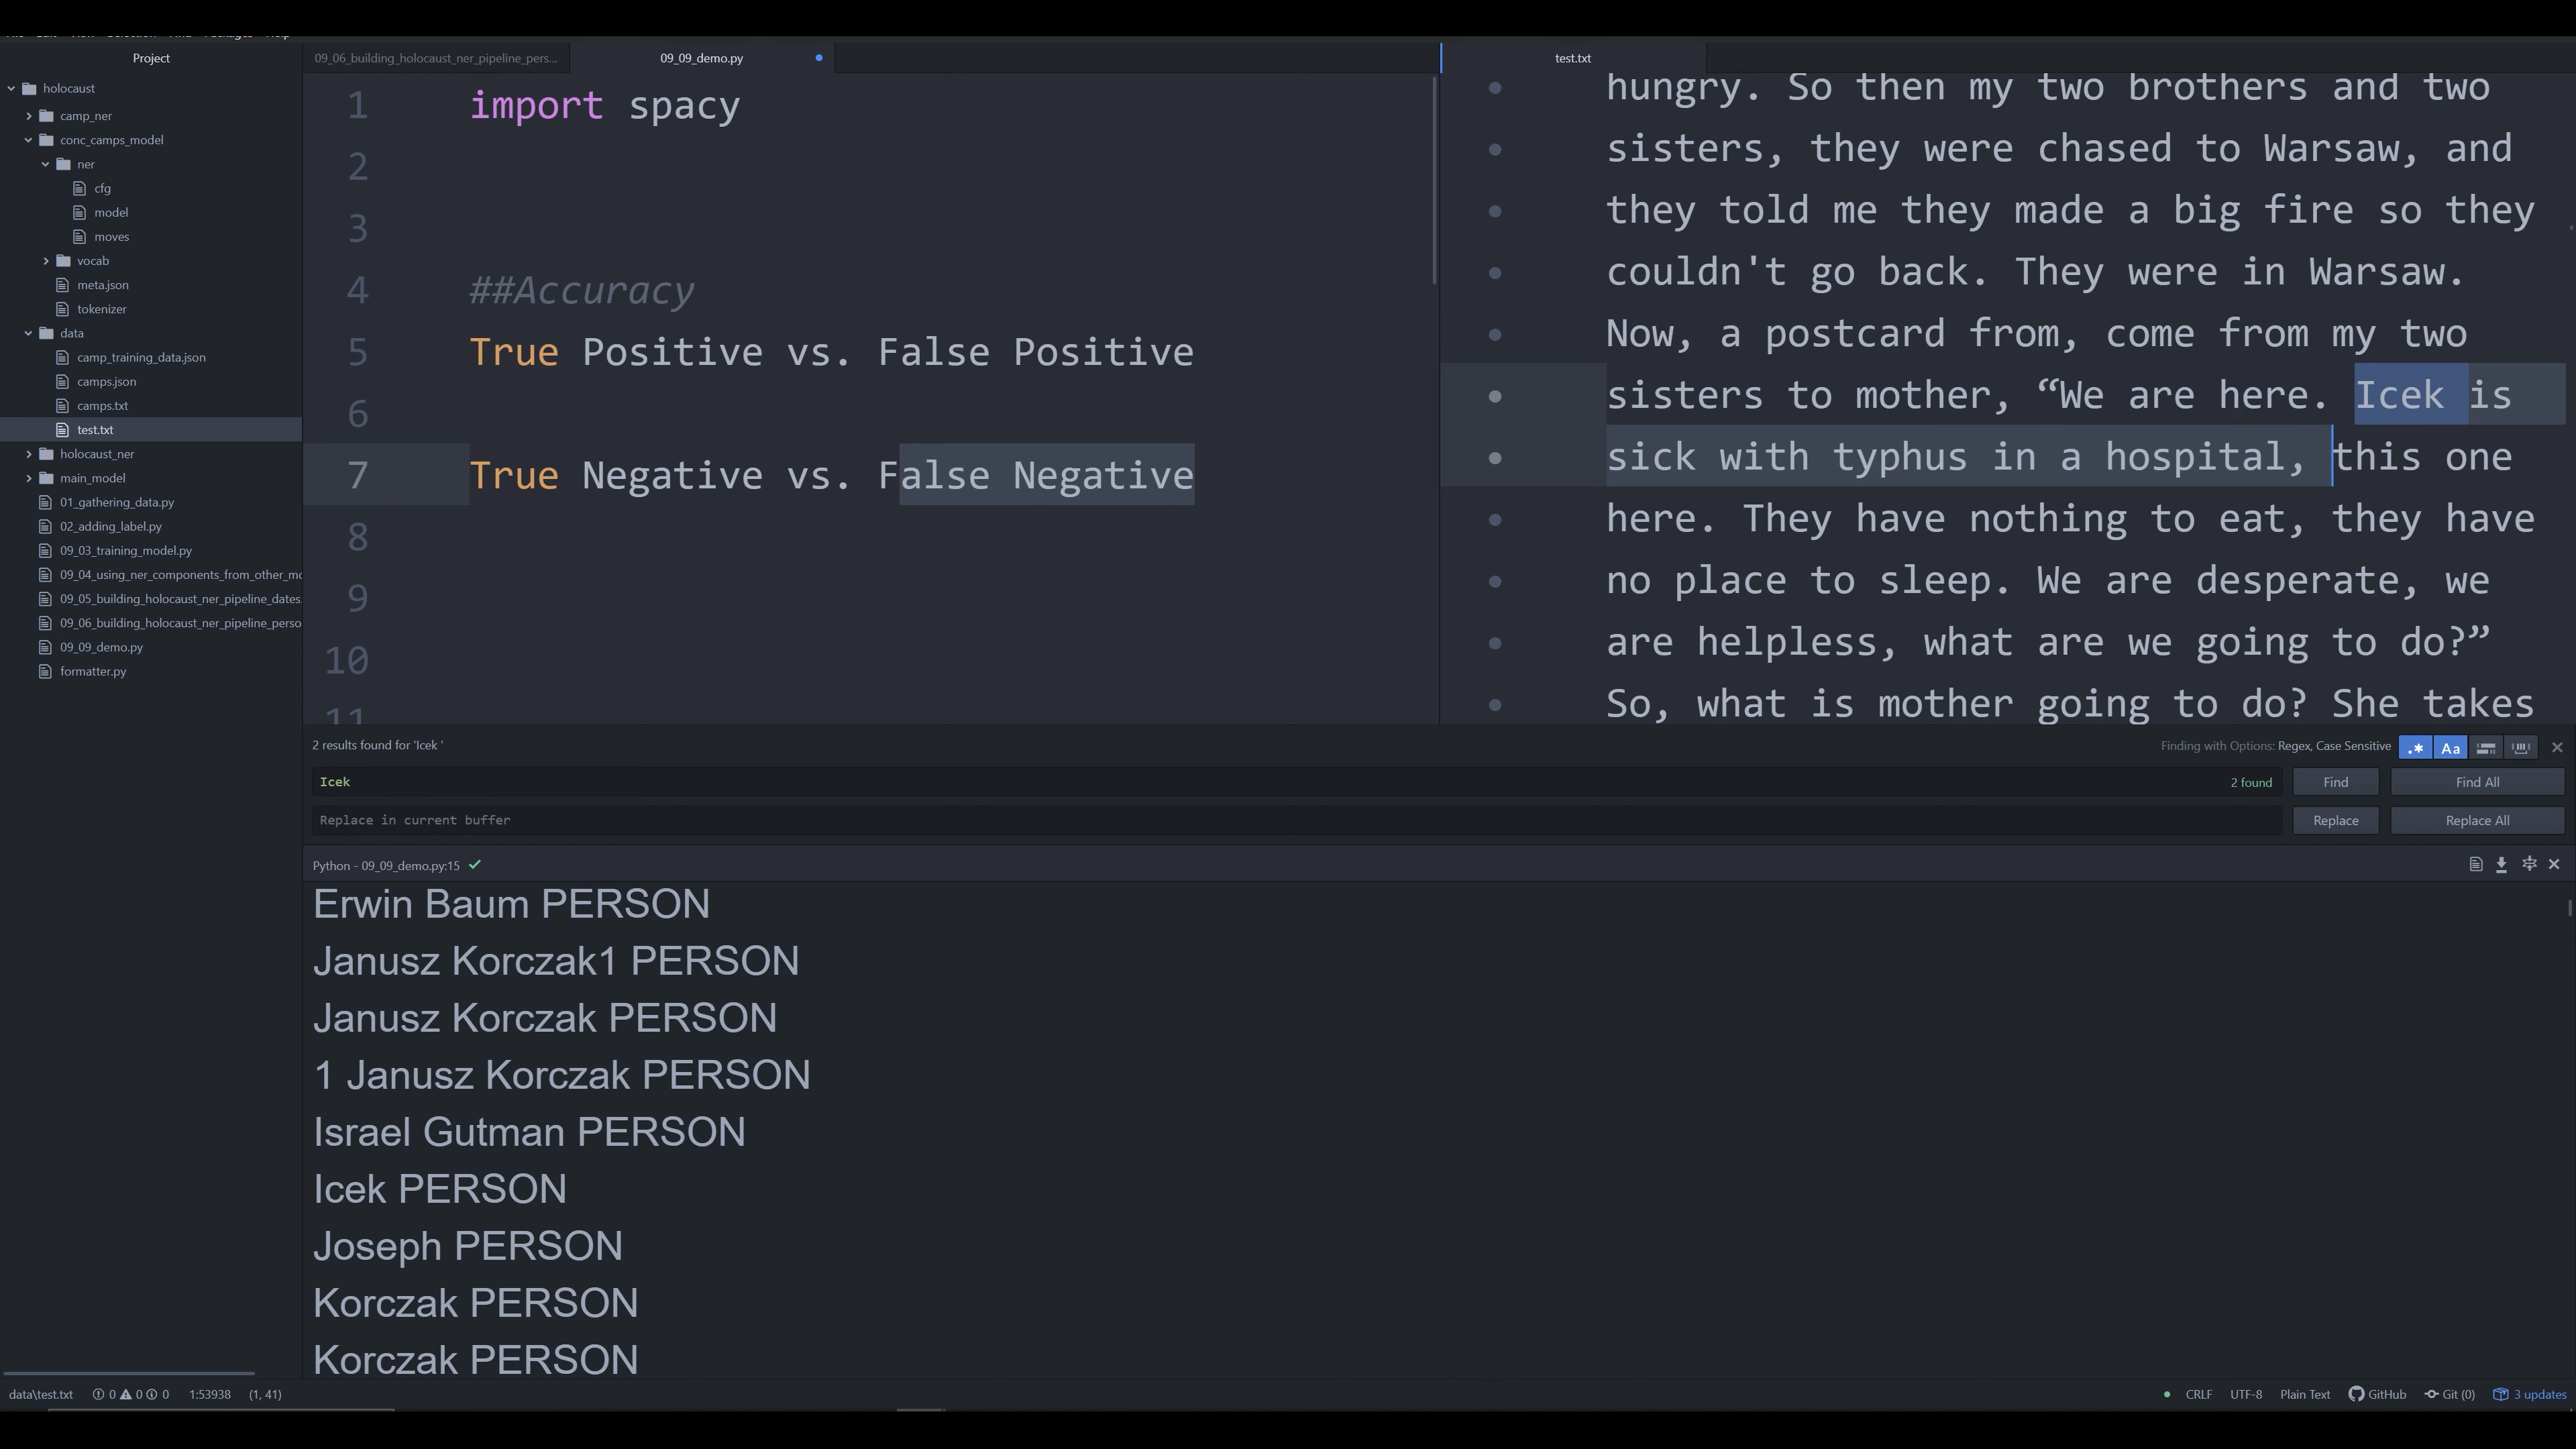 Project
holocaust
camp_ner
conc_camps_model
ner
cfg
model
moves
vocab
meta.json
tokenizer
data
camp_training_data.json
camps.json
camps.txt
test.txt
holocaust_ner
main_model
01_gathering_data.py
02_adding_label.py
09_03_training_model.py
09_04_using_ner_components_from_other_mo
09_05_building_holocaust_ner_pipeline_dates.
09_06_building_holocaust_ner_pipeline_perso
09_09_demo.py
formatter.py
09_06_building_holocaust_ner_pipeline_pers...
09_09_demo.py
1 import spacy
2
3
4 ##Accuracy
5 True Positive vs. False Positive
6
7 True Negative vs. False Negative
8
9
10
11
test.txt
hungry. So then my two brothers and two
sisters, they were chased to Warsaw, and
they told me they made a big fire so they
couldn't go back. They were in Warsaw.
Now, a postcard from, come from my two
sisters to mother, “We are here. Icek is
sick with typhus in a hospital, this one
here. They have nothing to eat, they have
no place to sleep. We are desperate, we
are helpless, what are we going to do?”
So, what is mother going to do? She takes
2 results found for 'Icek '
Finding with Options: Regex, Case Sensitive
.* Aa
Icek
2 found
Find
Find All
Replace in current buffer
Replace
Replace All
Python - 09_09_demo.py:15
Erwin Baum PERSON
Janusz Korczak1 PERSON
Janusz Korczak PERSON
1 Janusz Korczak PERSON
Israel Gutman PERSON
Icek PERSON
Joseph PERSON
Korczak PERSON
Korczak PERSON
data\test.txt 0 0 0 1:53938 (1, 41)
CRLF UTF-8 Plain Text GitHub Git (0) 3 updates